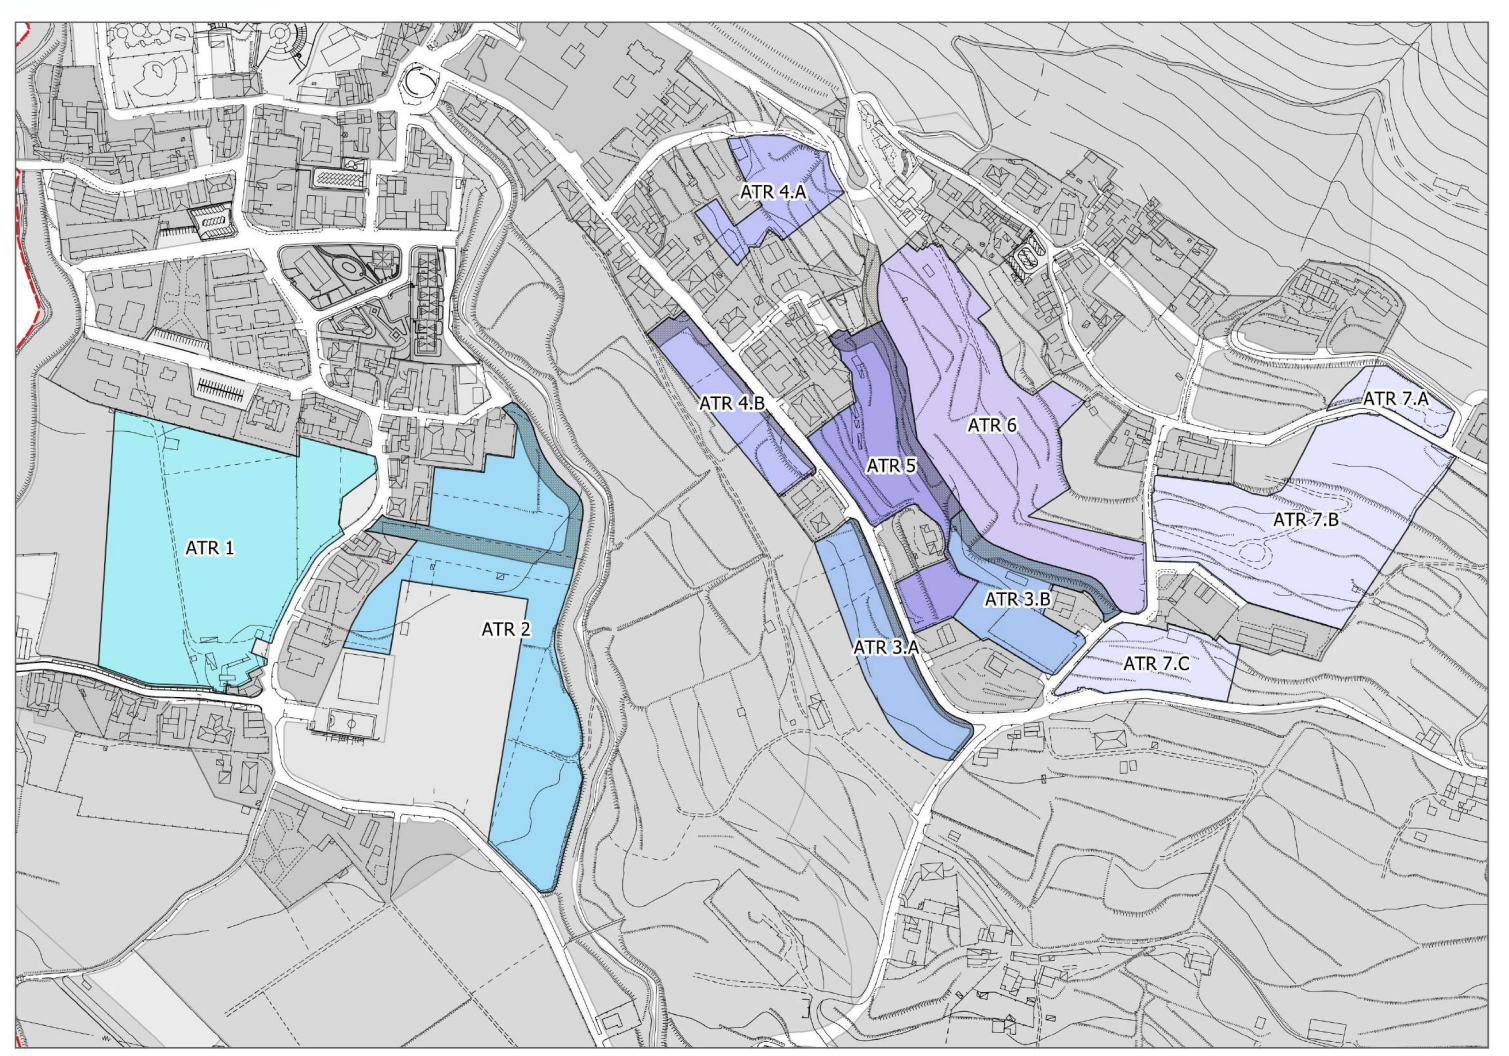 ATR 4.A
ATR 7.A
ATR 4.B
ATR 6
ATR 5
ATR 7.B
ATR 1
ATR 3.B
ATR 2
ATR 3.A
ATR 7.C